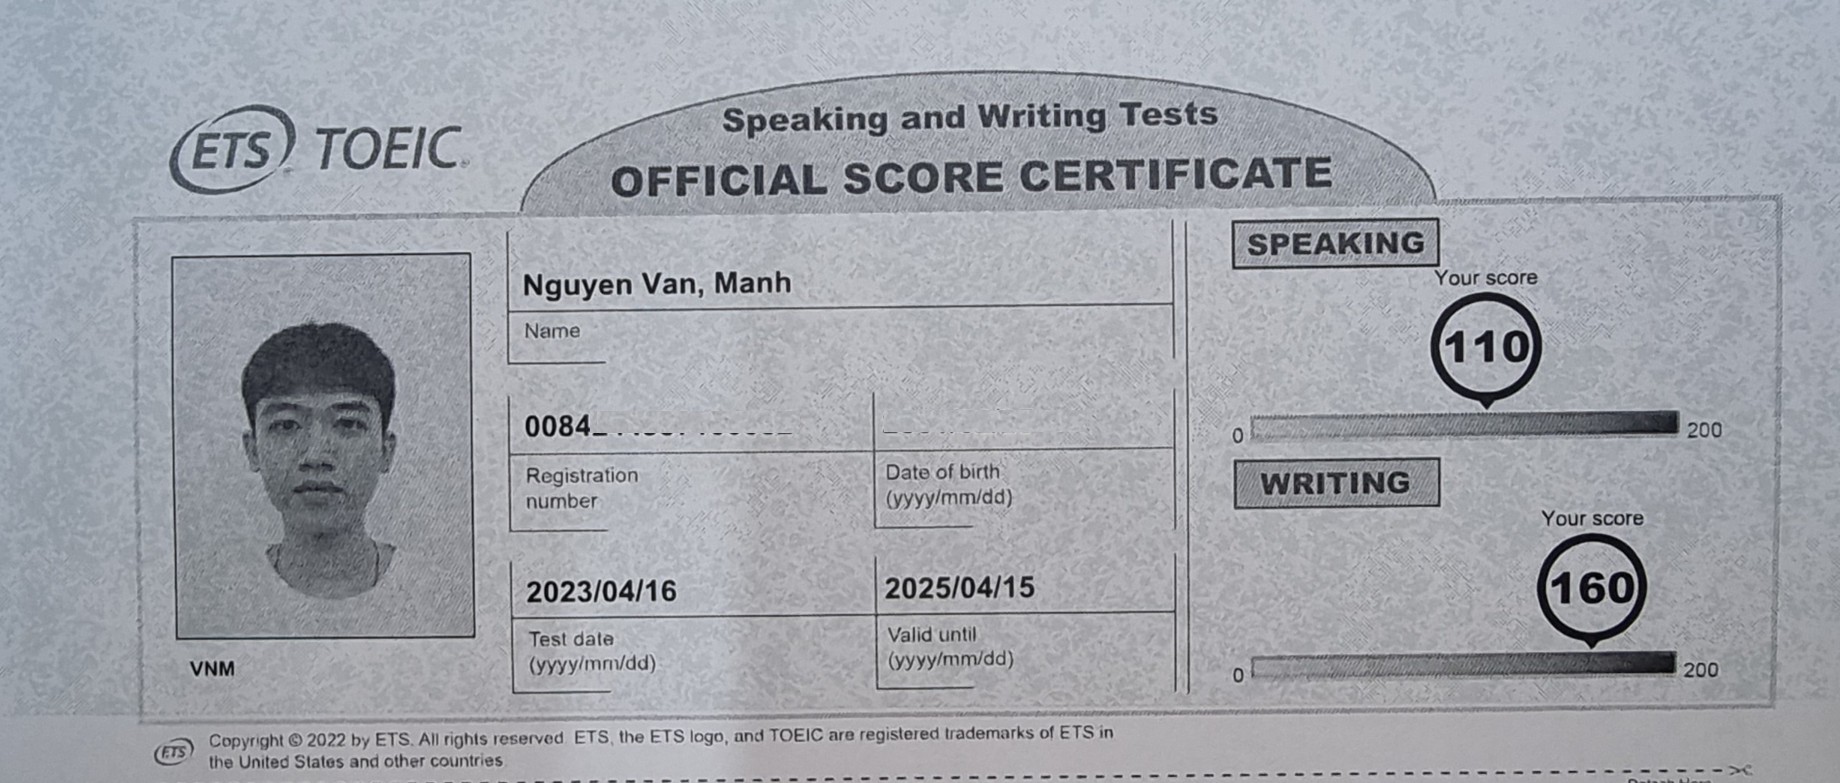 ETS TOEIC
Speaking and Writing Tests
OFFICIAL SCORE CERTIFICATE
Nguyen Van, Manh
Name
0084
Registration
number
Date of birth
(yyyy/mm/dd)
2023/04/16
Test date
(yyyy/mm/dd)
2025/04/15
Valid until
(yyyy/mm/dd)
VNM
SPEAKING
Your score
110
0
200
WRITING
Your score
160
0
200
ETS
Copyright © 2022 by ETS. All rights reserved. ETS, the ETS logo, and TOEIC are registered trademarks of ETS in
the United States and other countries